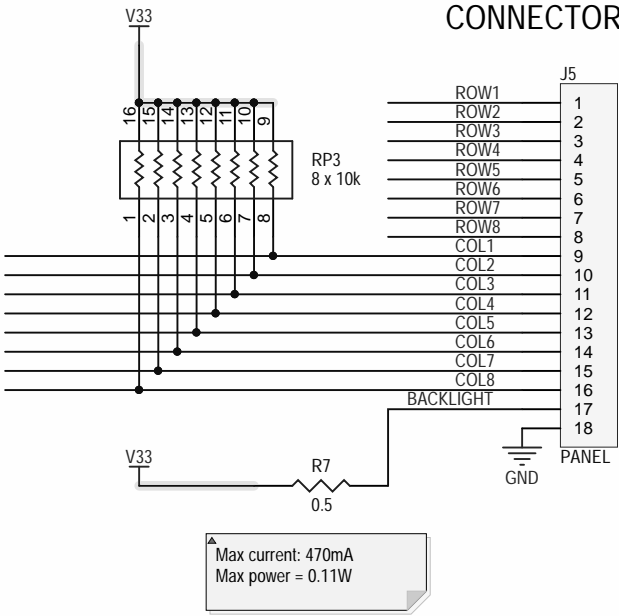 CONNECTOR
V33
J5
16 15 14 13 12 11 10 9
RP3
8 x 10k
1 2 3 4 5 6 7 8
ROW1 1
ROW2 2
ROW3 3
ROW4 4
ROW5 5
ROW6 6
ROW7 7
ROW8 8
COL1 9
COL2 10
COL3 11
COL4 12
COL5 13
COL6 14
COL7 15
COL8 16
BACKLIGHT 17
18
GND
PANEL
V33
R7
0.5
Max current: 470mA
Max power = 0.11W